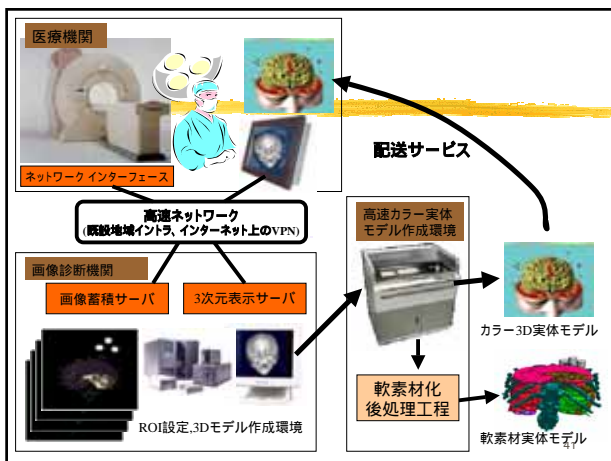 医療機関
ネットワーク インターフェース
配送サービス
高速ネットワーク
(既設地域イントラ、インターネット上のVPN)
画像診断機関
画像蓄積サーバ
3次元表示サーバ
ROI設定,3Dモデル作成環境
高速カラー実体
モデル作成環境
カラー3D実体モデル
軟素材化
後処理工程
軟素材実体モデル
41